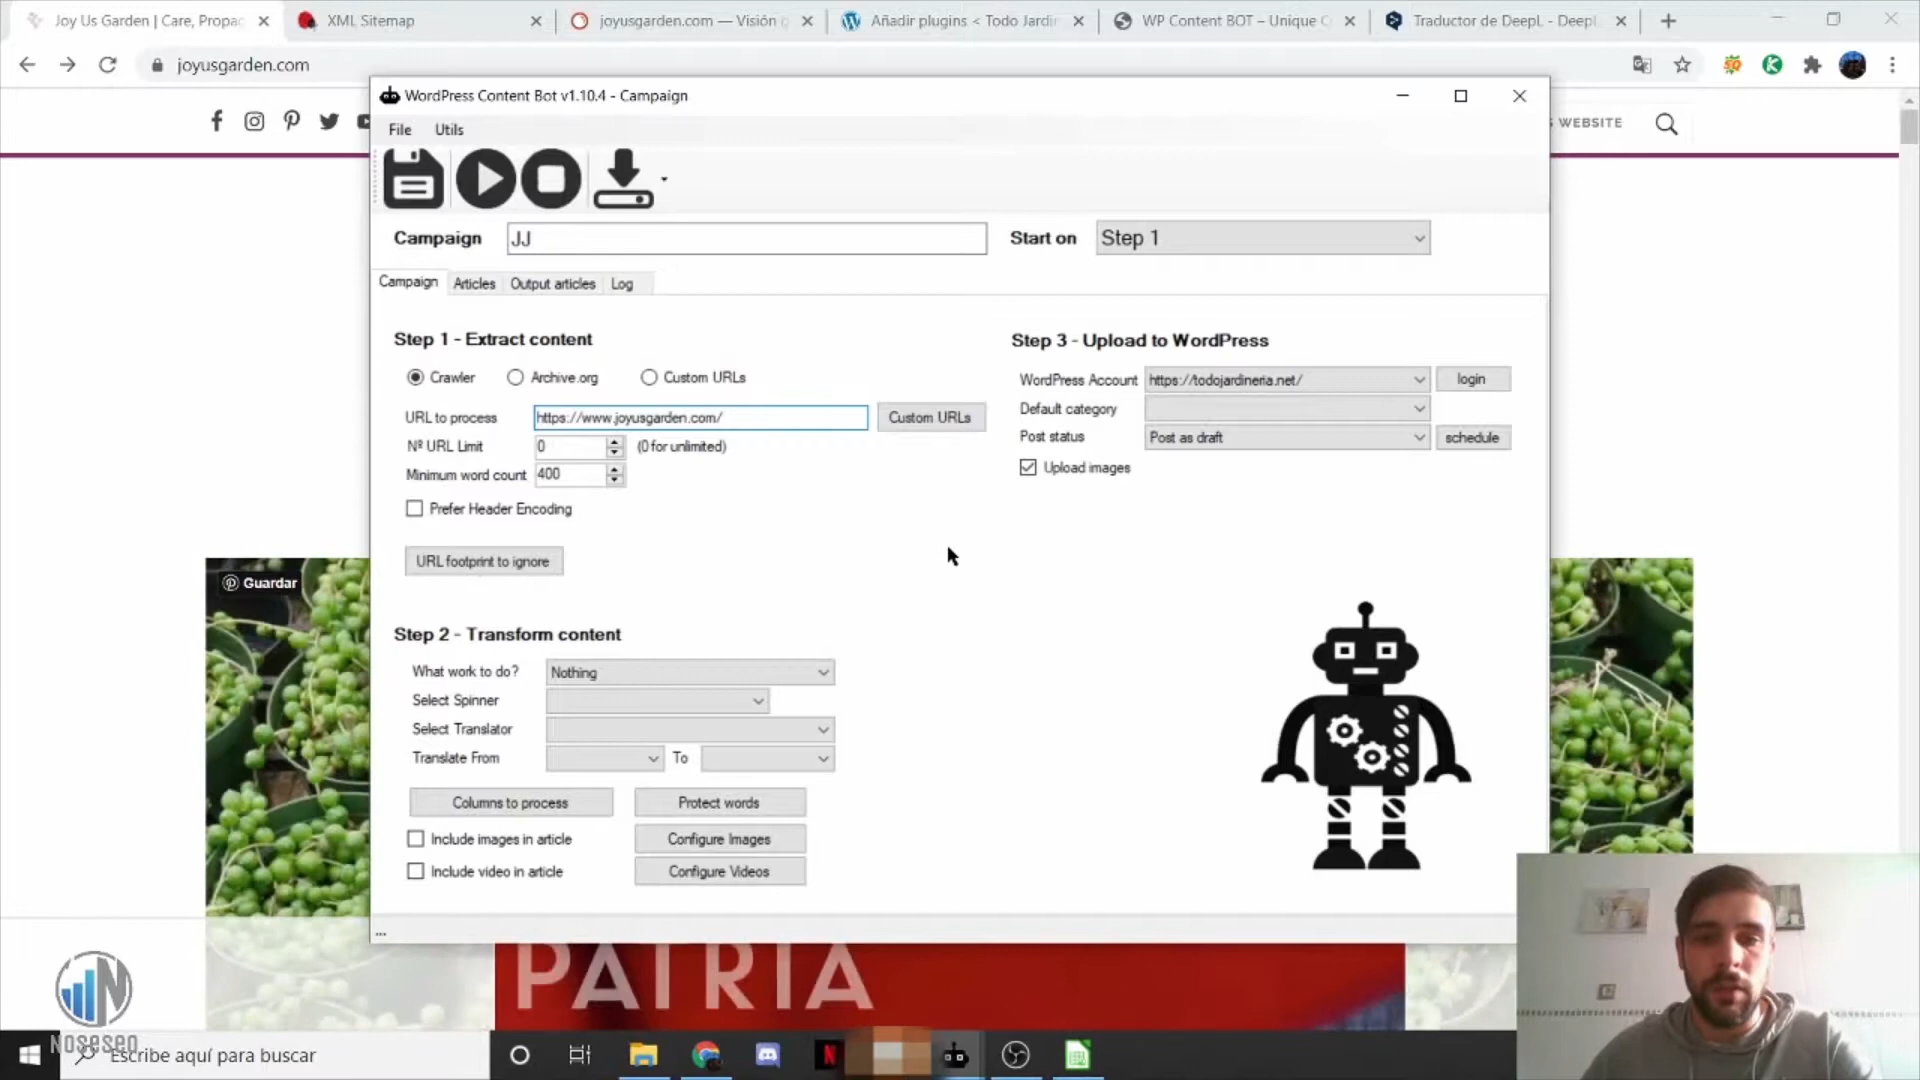 Joy Us Garden | Care, Propa
XML Sitemap
joyusgarden.com — Visión
Añadir plugins < Todo Jardin
WP Content BOT – Unique C
Traductor de DeepL - DeepL
joyusgarden.com
WEBSITE
WordPress Content Bot v1.10.4 - Campaign
File Utils
Campaign JJ Start on Step 1
Campaign Articles Output articles Log
Step 1 - Extract content
Crawler Archive.org Custom URLs
URL to process https://www.joyusgarden.com/ Custom URLs
Nº URL Limit 0 (0 for unlimited)
Minimum word count 400
Prefer Header Encoding
URL footprint to ignore
Step 3 - Upload to WordPress
WordPress Account https://todojardineria.net/ login
Default category
Post status Post as draft schedule
Upload images
Step 2 - Transform content
What work to do? Nothing
Select Spinner
Select Translator
Translate From To
Columns to process Protect words
Include images in article Configure Images
Include video in article Configure Videos
...
Guardar
PATRIA
Noseseo
Escribe aquí para buscar